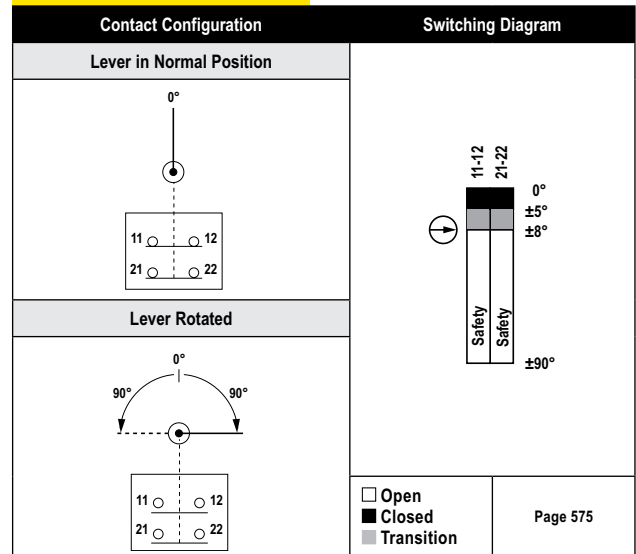 Contact Configuration
Switching Diagram
Lever in Normal Position
0°
11 12
21 22
Lever Rotated
0°
90° 90°
11 12
21 22
11-12
21-22
0°
±5°
±8°
Safety
Safety
±90°
Open
Closed
Transition
Page 575